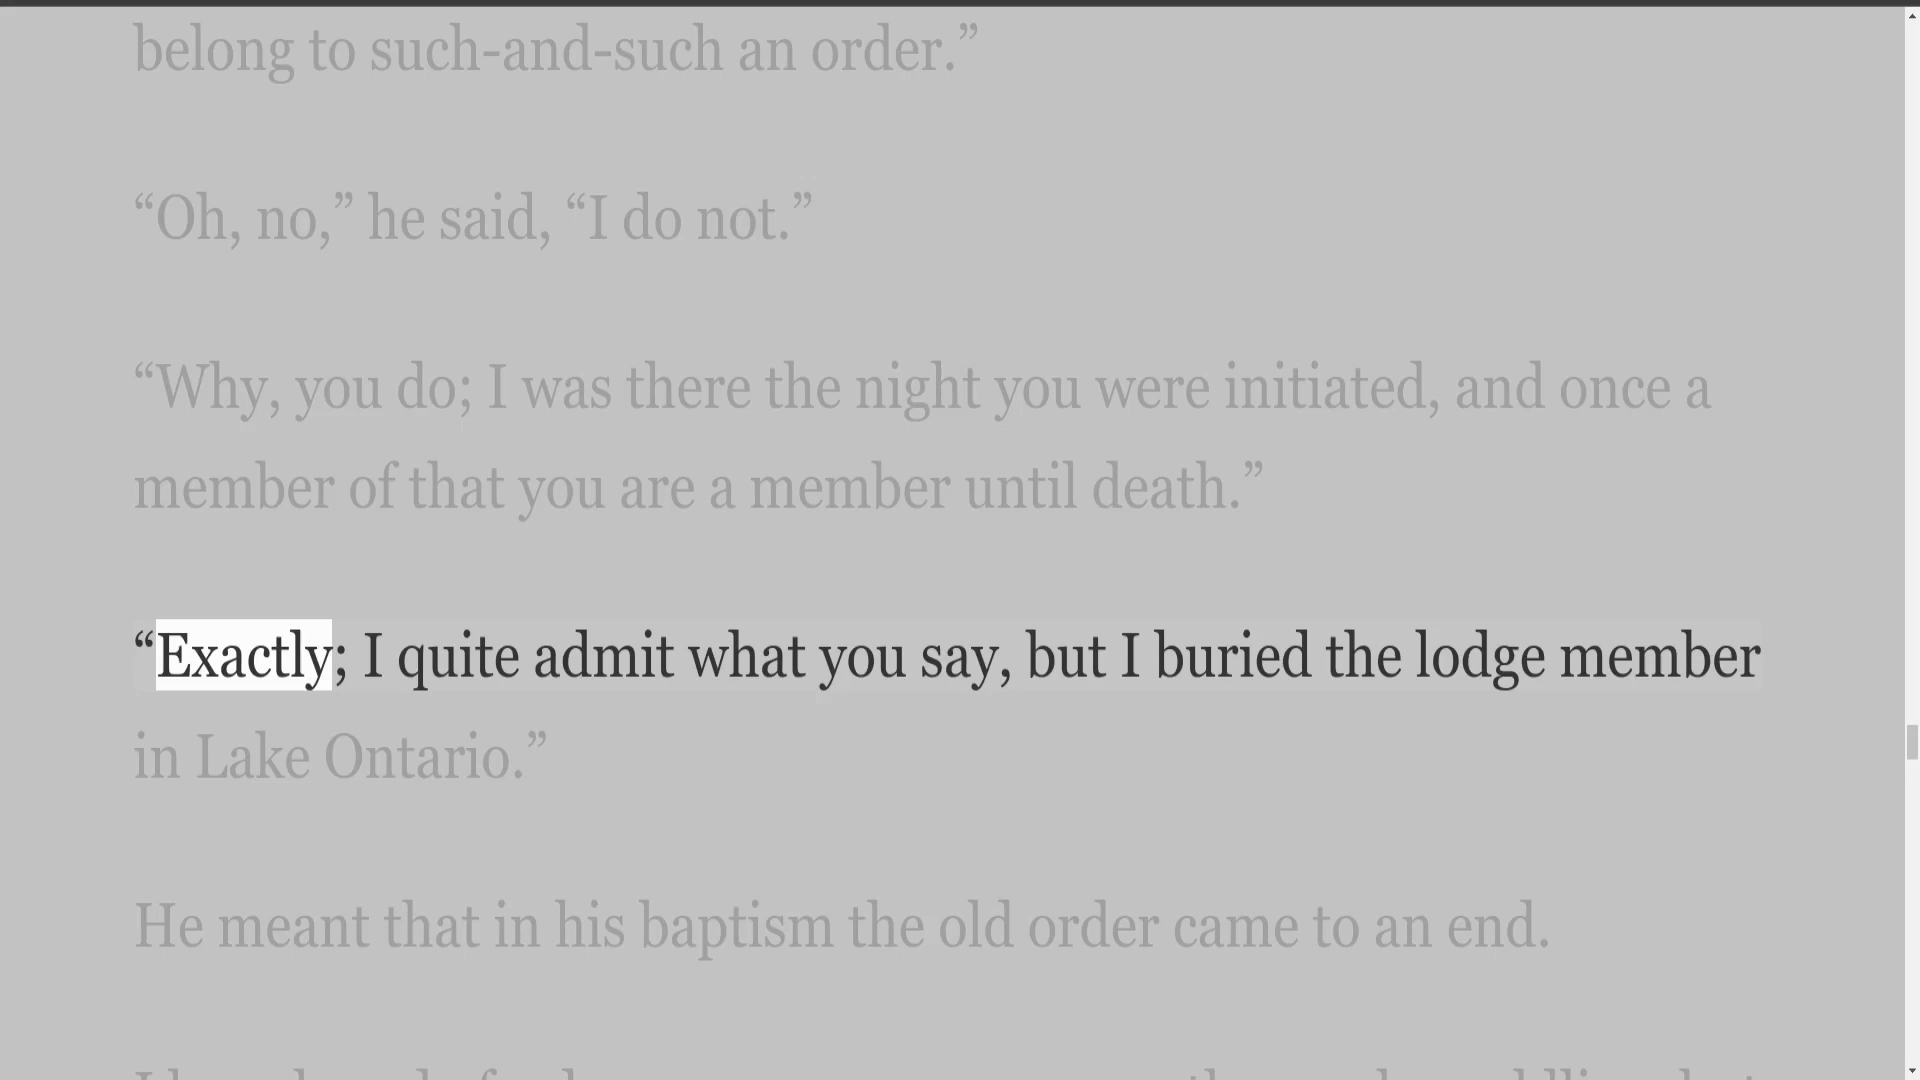 belong to such-and-such an order.”
“Oh, no,” he said, “I do not.”
“Why, you do; I was there the night you were initiated, and once a
member of that you are a member until death.”
“Exactly; I quite admit what you say, but I buried the lodge member
in Lake Ontario.”
He meant that in his baptism the old order came to an end.